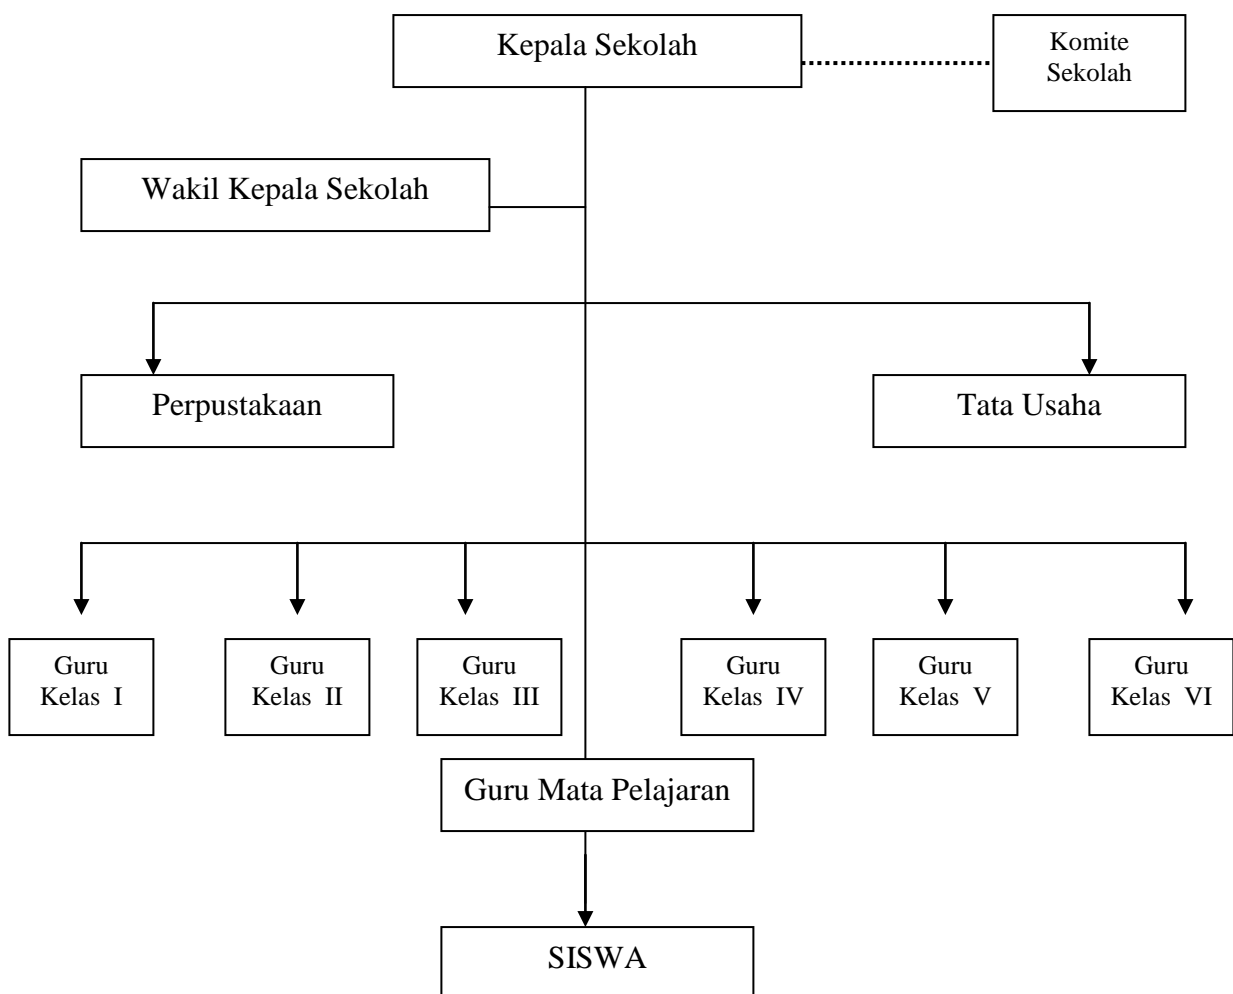 Kepala Sekolah
Komite
Sekolah
Wakil Kepala Sekolah
Perpustakaan
Tata Usaha
Guru
Kelas I
Guru
Kelas II
Guru
Kelas III
Guru
Kelas IV
Guru
Kelas V
Guru
Kelas VI
Guru Mata Pelajaran
SISWA